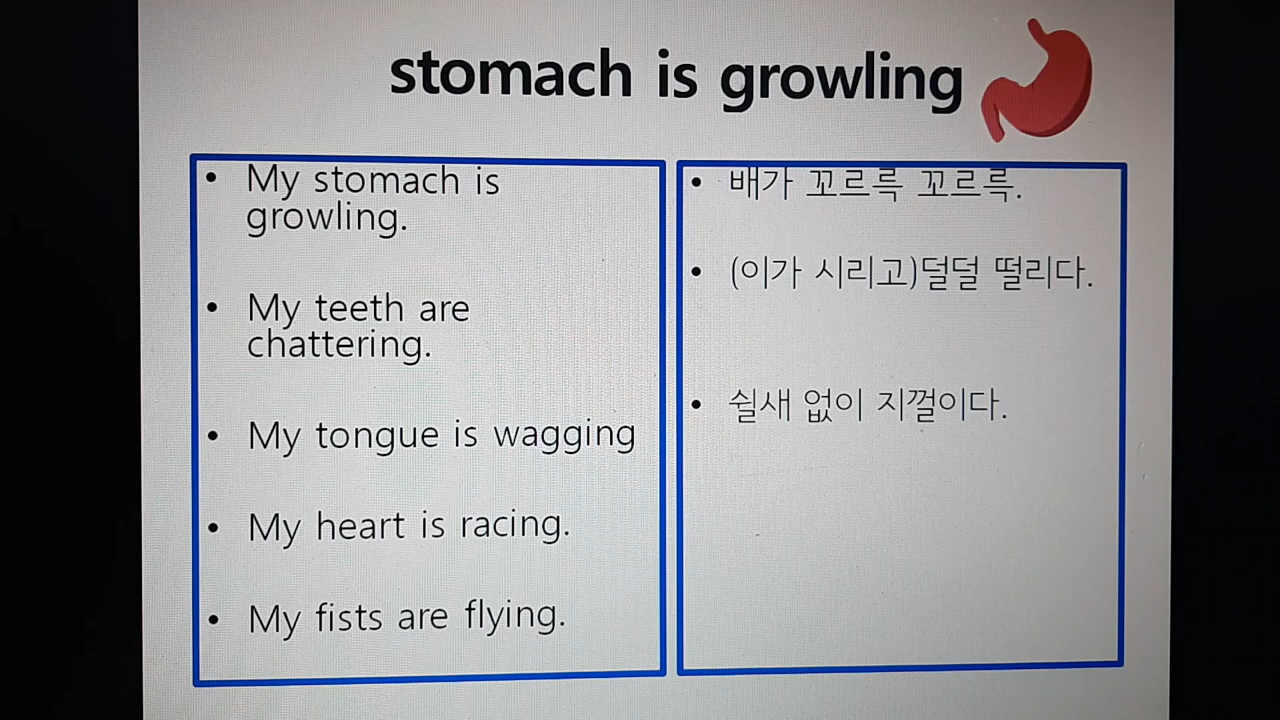 stomach is growling
• My stomach is
growling.
• My teeth are
chattering.
• My tongue is wagging
• My heart is racing.
• My fists are flying.
• 배가 꼬르륵 꼬르륵.
• (이가 시리고)덜덜 떨리다.
• 쉴새 없이 지껄이다.